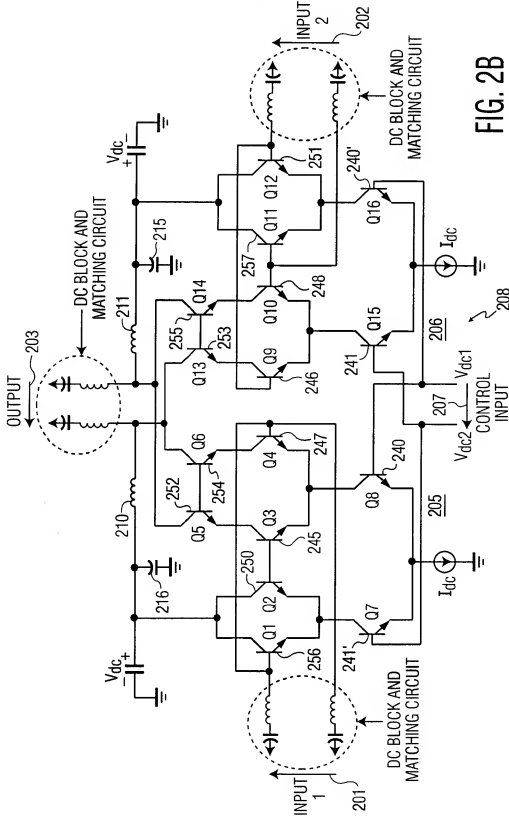 OUTPUT 203
DC BLOCK AND
MATCHING CIRCUIT
210
211
Vdc
- +
216
215
Vdc
+ -
INPUT
2
202
DC BLOCK AND
MATCHING CIRCUIT
252
250
Q5
Q6
254
Q13
253
255
Q14
257
Q11
Q12
251
Q1
Q2
256
Q3
245
Q4
247
Q9
246
Q10
248
INPUT
1
201
DC BLOCK AND
MATCHING CIRCUIT
Q7
241'
Q8
240
Q15
241
Q16
240'
Idc
205
Vdc2
Vdc1
207
CONTROL
INPUT
206
Idc
208
FIG. 2B